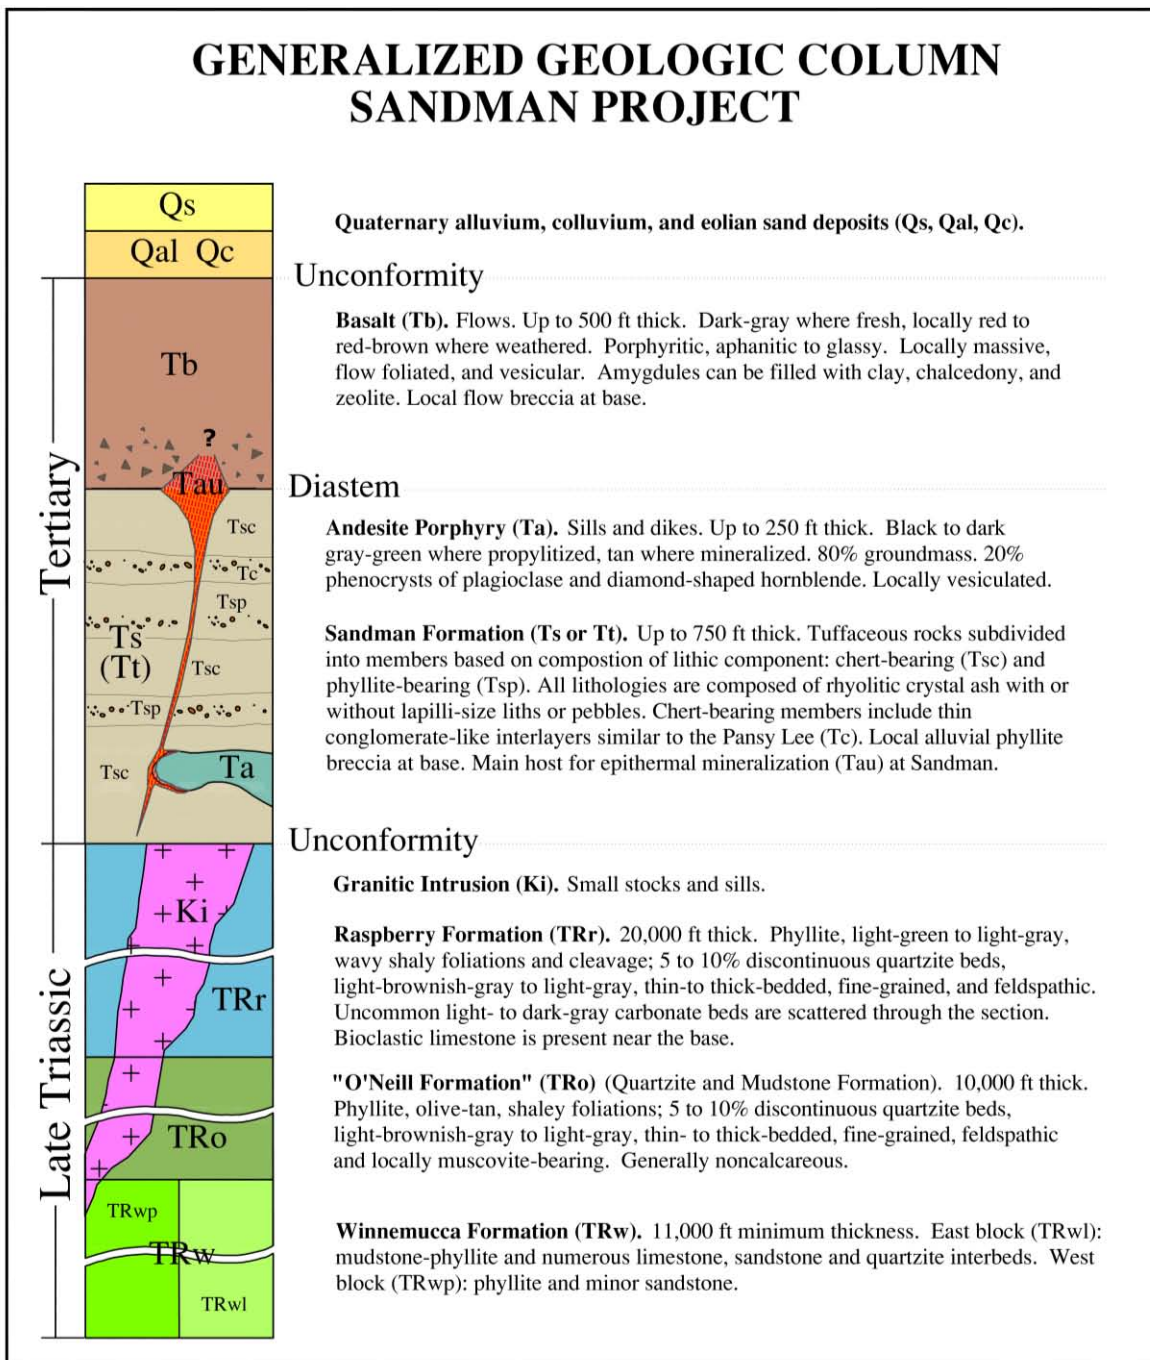 GENERALIZED GEOLOGIC COLUMN
SANDMAN PROJECT
Qs
Quaternary alluvium, colluvium, and eolian sand deposits (Qs, Qal, Qc).
Qal Qc
Unconformity
Basalt (Tb). Flows. Up to 500 ft thick. Dark-gray where fresh, locally red to
red-brown where weathered. Porphyritic, aphanitic to glassy. Locally massive,
flow foliated, and vesicular. Amygdules can be filled with clay, chalcedony, and
zeolite. Local flow breccia at base.
Tb
?
Tau
Diastem
Tertiary
Andesite Porphyry (Ta). Sills and dikes. Up to 250 ft thick. Black to dark
gray-green where propylitized, tan where mineralized. 80% groundmass. 20%
phenocrysts of plagioclase and diamond-shaped hornblende. Locally vesiculated.
Tsc
Tc
Tsp
Ts
(Tt)
Tsc
Tsp
Tsc
Ta
Sandman Formation (Ts or Tt). Up to 750 ft thick. Tuffaceous rocks subdivided
into members based on compostion of lithic component: chert-bearing (Tsc) and
phyllite-bearing (Tsp). All lithologies are composed of rhyolitic crystal ash with or
without lapilli-size liths or pebbles. Chert-bearing members include thin
conglomerate-like interlayers similar to the Pansy Lee (Tc). Local alluvial phyllite
breccia at base. Main host for epithermal mineralization (Tau) at Sandman.
Unconformity
Granitic Intrusion (Ki). Small stocks and sills.
Ki
Raspberry Formation (TRr). 20,000 ft thick. Phyllite, light-green to light-gray,
wavy shaly foliations and cleavage; 5 to 10% discontinuous quartzite beds,
light-brownish-gray to light-gray, thin-to thick-bedded, fine-grained, and feldspathic.
Uncommon light- to dark-gray carbonate beds are scattered through the section.
Bioclastic limestone is present near the base.
TRr
Late Triassic
"O'Neill Formation" (TRo) (Quartzite and Mudstone Formation). 10,000 ft thick.
Phyllite, olive-tan, shaley foliations; 5 to 10% discontinuous quartzite beds,
light-brownish-gray to light-gray, thin- to thick-bedded, fine-grained, feldspathic
and locally muscovite-bearing. Generally noncalcareous.
TRo
TRwp
TRw
TRwl
Winnemucca Formation (TRw). 11,000 ft minimum thickness. East block (TRwl):
mudstone-phyllite and numerous limestone, sandstone and quartzite interbeds. West
block (TRwp): phyllite and minor sandstone.